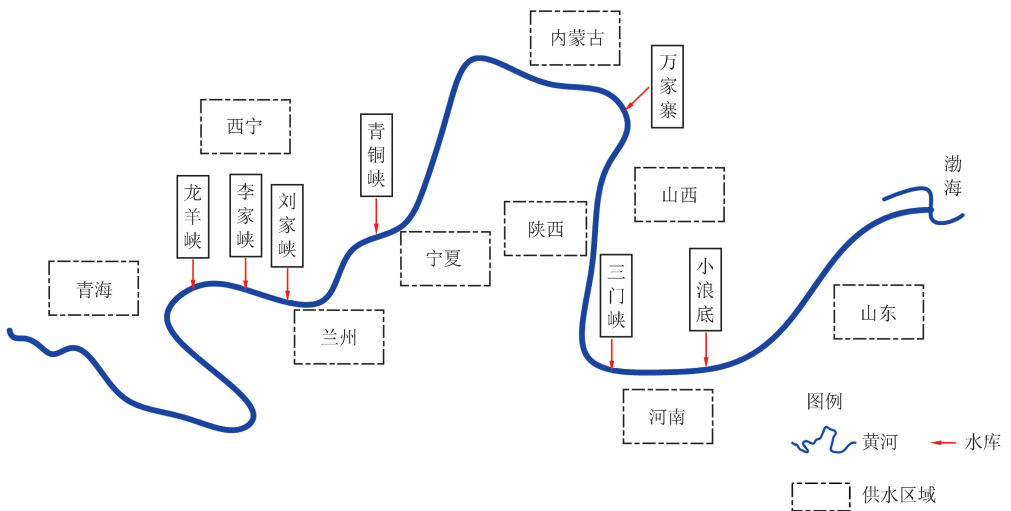 内蒙古
万家寨
西宁
青铜峡
渤海
龙羊峡
李家峡
刘家峡
山西
陕西
宁夏
青海
三门峡
小浪底
兰州
山东
河南
图例
黄河
水库
供水区域